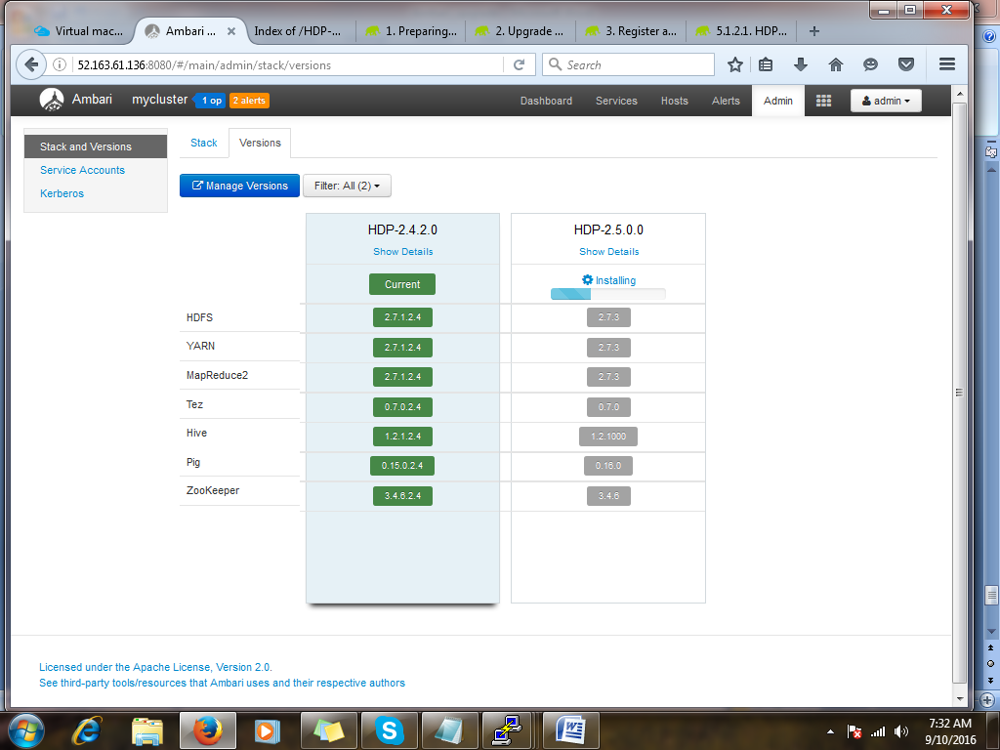 Virtual mac...
Ambari ...
Index of /HDP-...
1. Preparing...
2. Upgrade ...
3. Register a...
5.1.2.1. HDP...
52.163.61.136:8080/#/main/admin/stack/versions
Search
Ambari
mycluster
1 op
2 alerts
Dashboard
Services
Hosts
Alerts
Admin
admin
Stack and Versions
Service Accounts
Kerberos
Stack
Versions
Manage Versions
Filter: All (2)
HDP-2.4.2.0
HDP-2.5.0.0
Show Details
Show Details
Current
Installing
HDFS
2.7.1.2.4
2.7.3
YARN
2.7.1.2.4
2.7.3
MapReduce2
2.7.1.2.4
2.7.3
Tez
0.7.0.2.4
0.7.0
Hive
1.2.1.2.4
1.2.1000
Pig
0.15.0.2.4
0.16.0
ZooKeeper
3.4.6.2.4
3.4.6
Licensed under the Apache License, Version 2.0.
See third-party tools/resources that Ambari uses and their respective authors
7:32 AM
9/10/2016